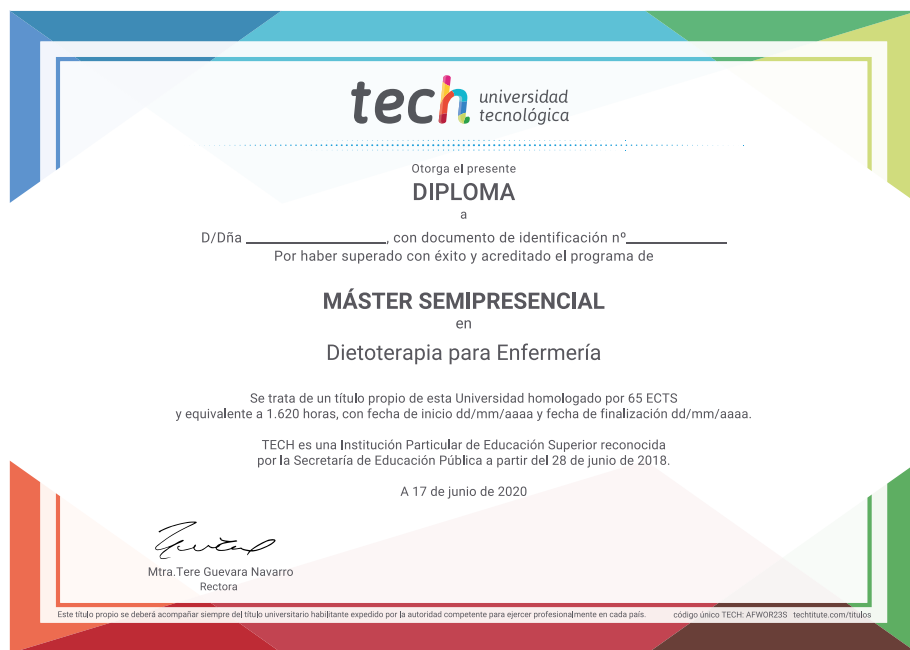 tech universidad
tecnológica
Otorga el presente
DIPLOMA
a
D/Dña ____________________, con documento de identificación nº______________
Por haber superado con éxito y acreditado el programa de
MÁSTER SEMIPRESENCIAL
en
Dietoterapia para Enfermería
Se trata de un título propio de esta Universidad homologado por 65 ECTS
y equivalente a 1.620 horas, con fecha de inicio dd/mm/aaaa y fecha de finalización dd/mm/aaaa.
TECH es una Institución Particular de Educación Superior reconocida
por la Secretaría de Educación Pública a partir del 28 de junio de 2018.
A 17 de junio de 2020
Mtra.Tere Guevara Navarro
Rectora
Este título propio se deberá acompañar siempre del título universitario habilitante expedido por la autoridad competente para ejercer profesionalmente en cada país. código único TECH: AFWOR23S techtitute.com/titulos